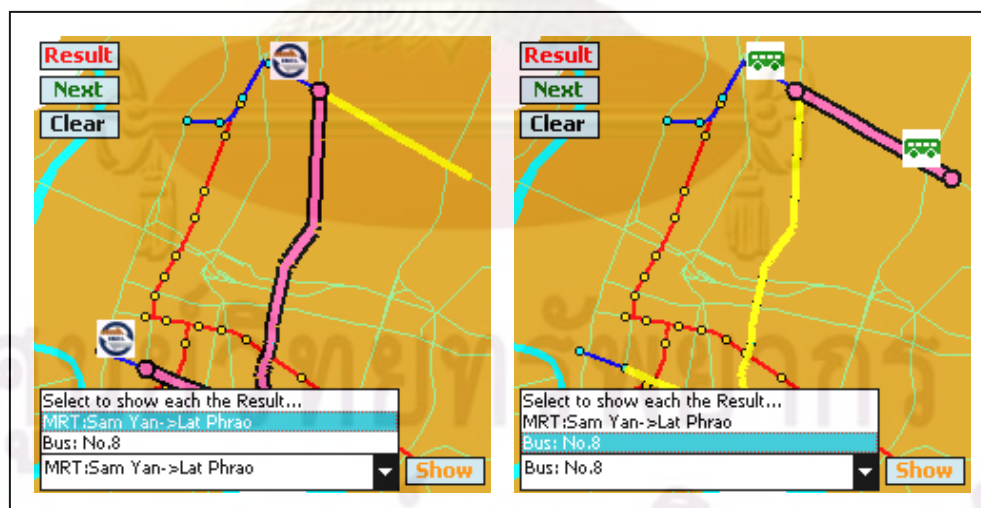 Result
Next
Clear
Select to show each the Result...
MRT:Sam Yan->Lat Phrao
Bus: No.8
MRT:Sam Yan->Lat Phrao
Show
Result
Next
Clear
Select to show each the Result...
MRT:Sam Yan->Lat Phrao
Bus: No.8
Bus: No.8
Show